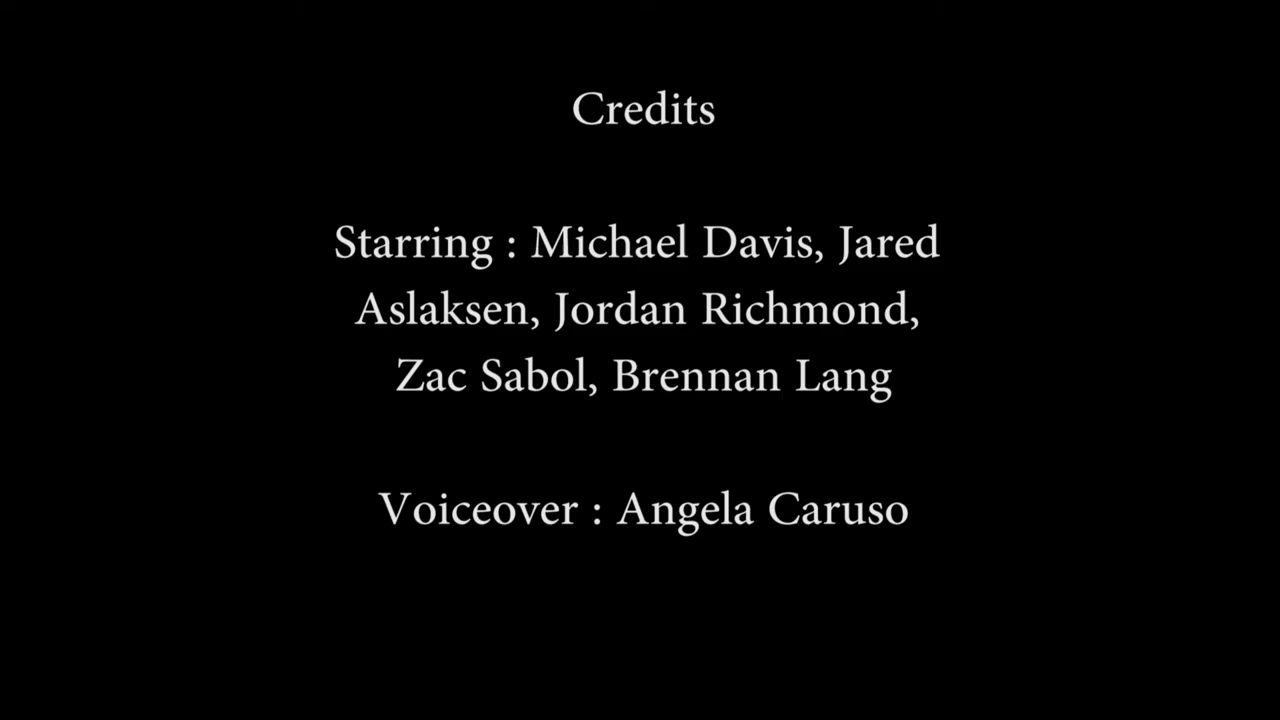 Credits
Starring : Michael Davis, Jared
Aslaksen, Jordan Richmond,
Zac Sabol, Brennan Lang
Voiceover : Angela Caruso